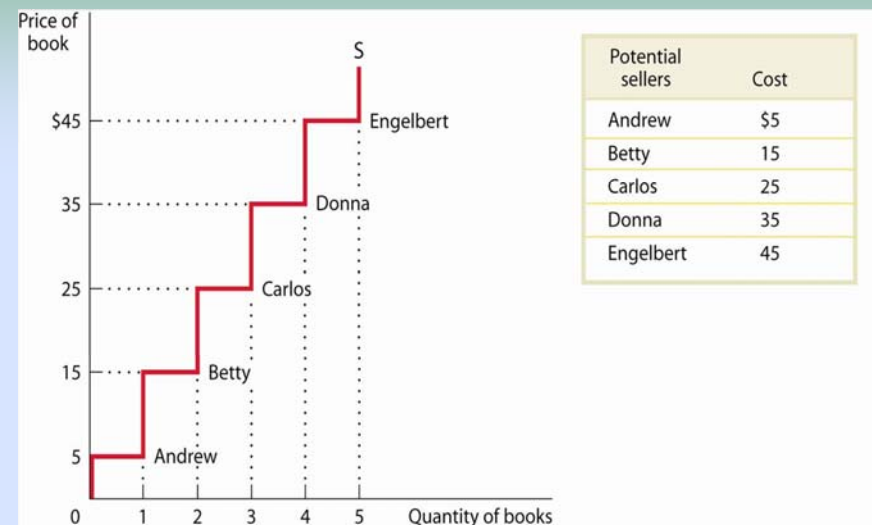 Price of
book
S
$45
Engelbert
35
Donna
25
Carlos
15
Betty
5
Andrew
0 1 2 3 4 5 Quantity of books
Potential
sellers Cost
Andrew $5
Betty 15
Carlos 25
Donna 35
Engelbert 45